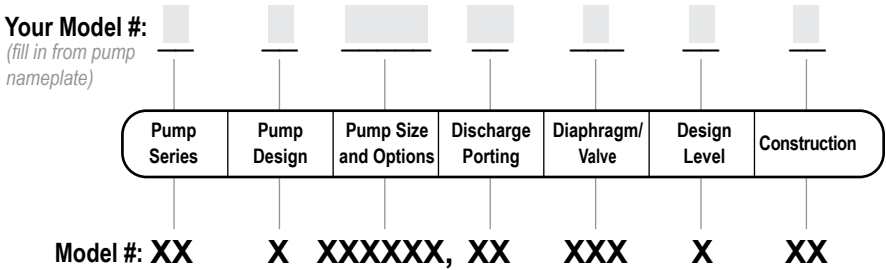 Your Model #:
(fill in from pump
nameplate)
Pump Series
Pump Design
Pump Size and Options
Discharge Porting
Diaphragm/ Valve
Design Level
Construction
Model #: XX X XXXXXX, XX XXX X XX